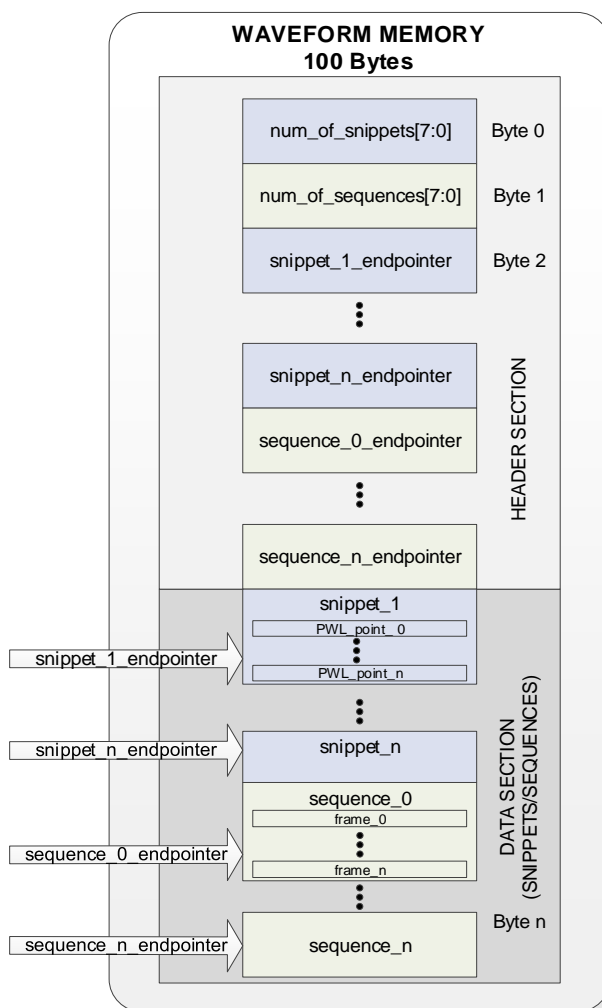 WAVEFORM MEMORY
100 Bytes
num_of_snippets[7:0]
Byte 0
num_of_sequences[7:0]
Byte 1
snippet_1_endpointer
Byte 2
snippet_n_endpointer
sequence_0_endpointer
HEADER SECTION
sequence_n_endpointer
snippet_1
PWL_point_0
snippet_1_endpointer
PWL_point_n
snippet_n_endpointer
snippet_n
DATA SECTION
(SNIPPETS/SEQUENCES)
sequence_0
frame_0
sequence_0_endpointer
frame_n
Byte n
sequence_n_endpointer
sequence_n